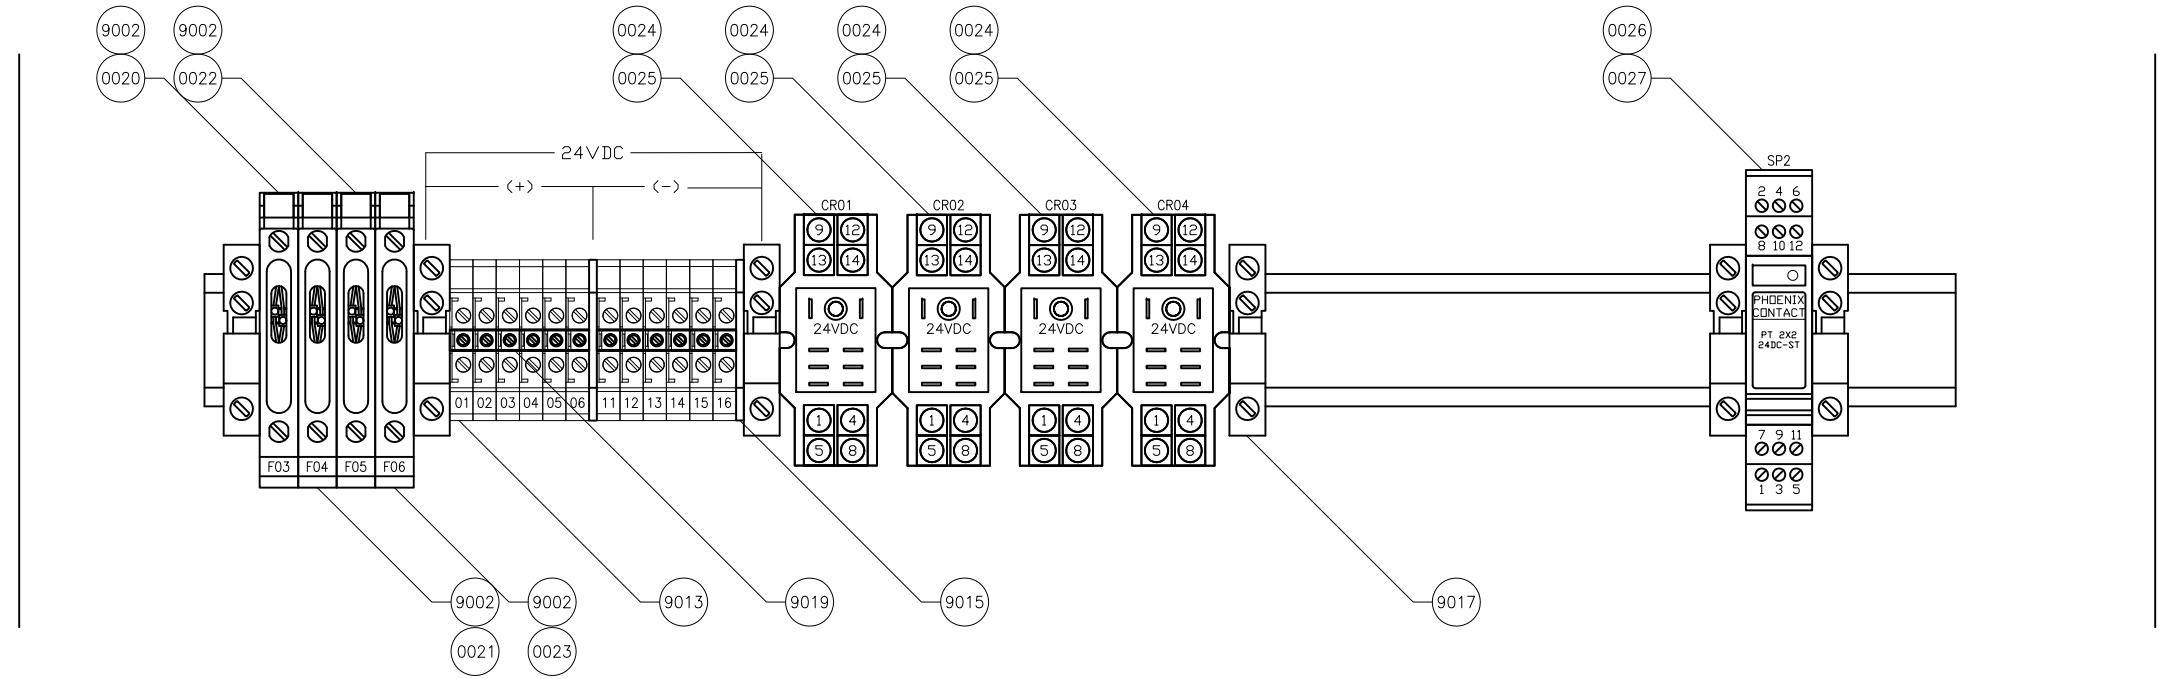 9002 9002 0024 0024 0024 0024 0026
0020 0022 0025 0025 0025 0025 0027
24VDC
SP2
(+) (-)
2 4 6
CR01 CR02 CR03 CR04
9 12 9 12 9 12 9 12
8 10 12
13 14 13 14 13 14 13 14
PHOENIX
CONTACT
24VDC 24VDC 24VDC 24VDC
PT 2X2
24DC-ST
01 02 03 04 05 06 11 12 13 14 15 16
1 4 1 4 1 4 1 4
7 9 11
5 8 5 8 5 8 5 8
F03 F04 F05 F06
1 3 5
9002 9002 9013 9019 9015 9017
0021 0023